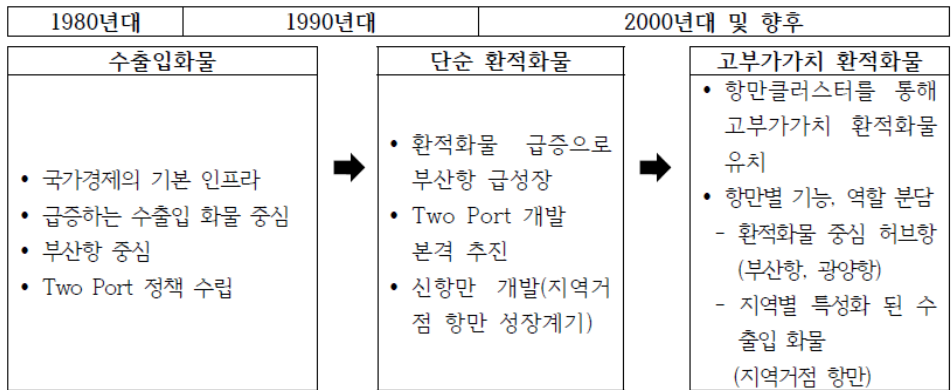 1980년대 1990년대 2000년대 및 향후
수출입화물
• 국가경제의 기본 인프라
• 급증하는 수출입 화물 중심
• 부산항 중심
• Two Port 정책 수립
단순 환적화물
• 환적화물 급증으로
부산항 급성장
• Two Port 개발
본격 추진
• 신항만 개발(지역거
점 항만 성장계기)
고부가가치 환적화물
• 항만클러스터를 통해
고부가가치 환적화물
유치
• 항만별 기능, 역할 분담
- 환적화물 중심 허브항
(부산항, 광양항)
- 지역별 특성화 된 수
출입 화물
(지역거점 항만)